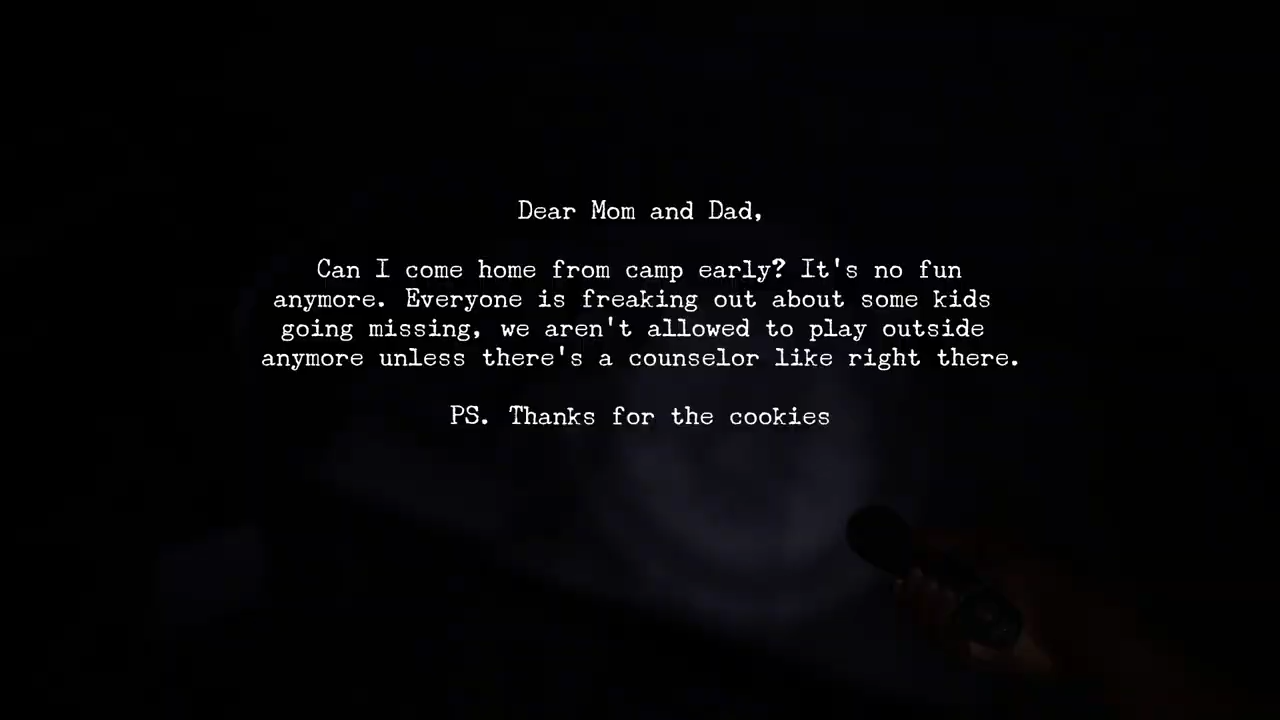 Dear Mom and Dad,
Can I come home from camp early? It's no fun
anymore. Everyone is freaking out about some kids
going missing, we aren't allowed to play outside
anymore unless there's a counselor like right there.
PS. Thanks for the cookies